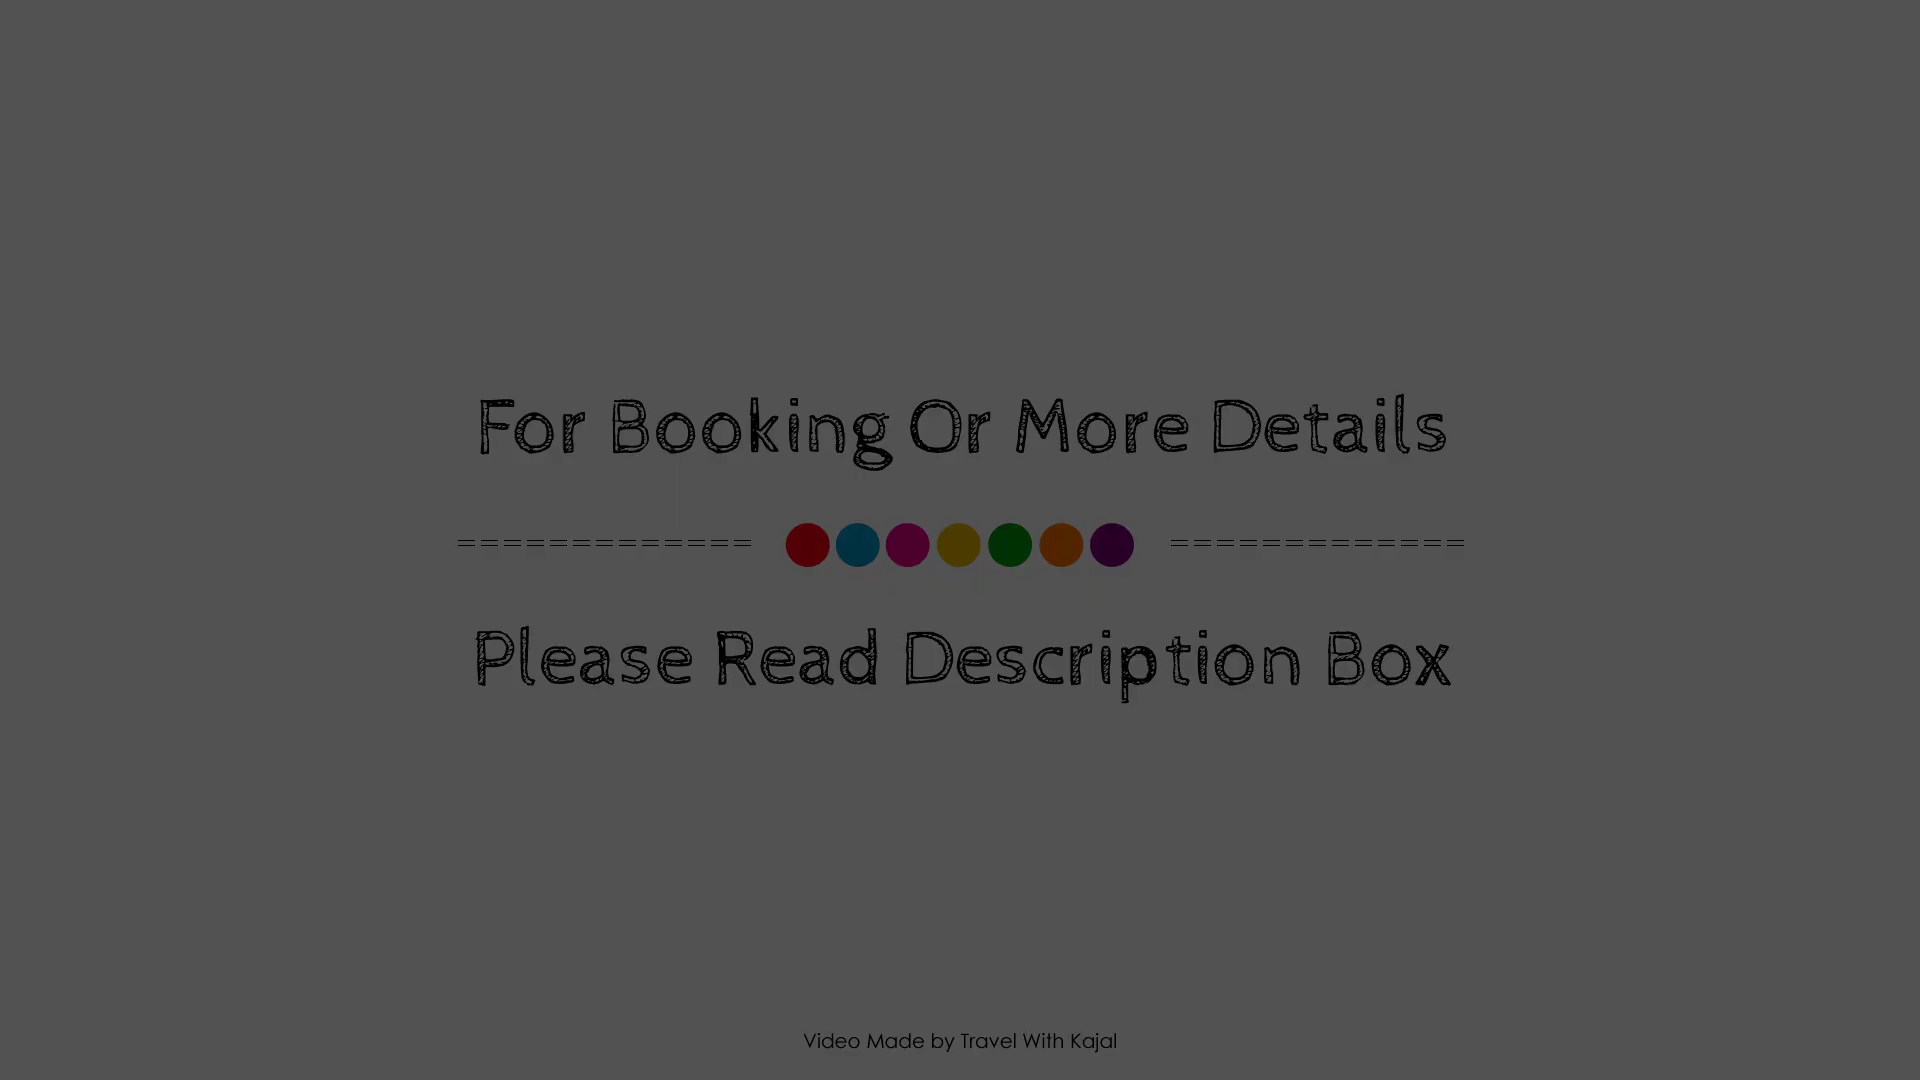 For Booking Or More Details
============= =============
Please Read Description Box
Video Made by Travel With Kajal